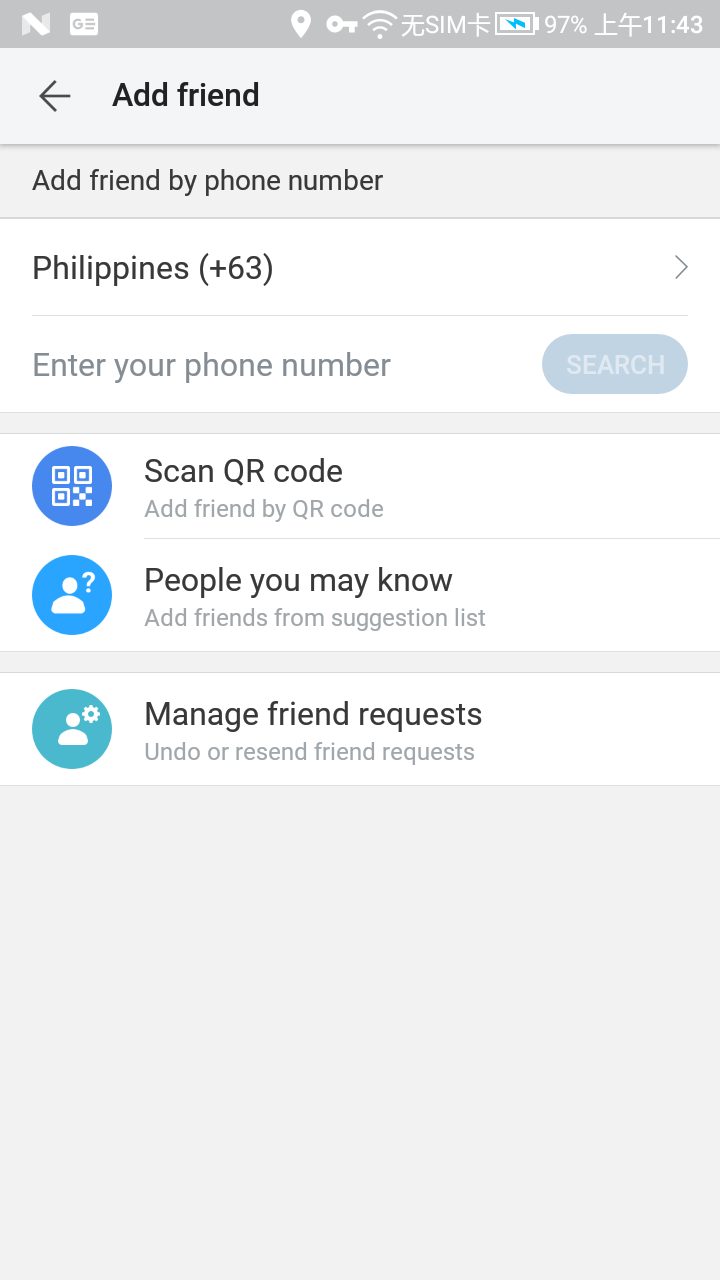 无SIM卡 97% 上午11:43
Add friend
Add friend by phone number
Philippines (+63)
Enter your phone number
SEARCH
Scan QR code
Add friend by QR code
People you may know
Add friends from suggestion list
Manage friend requests
Undo or resend friend requests